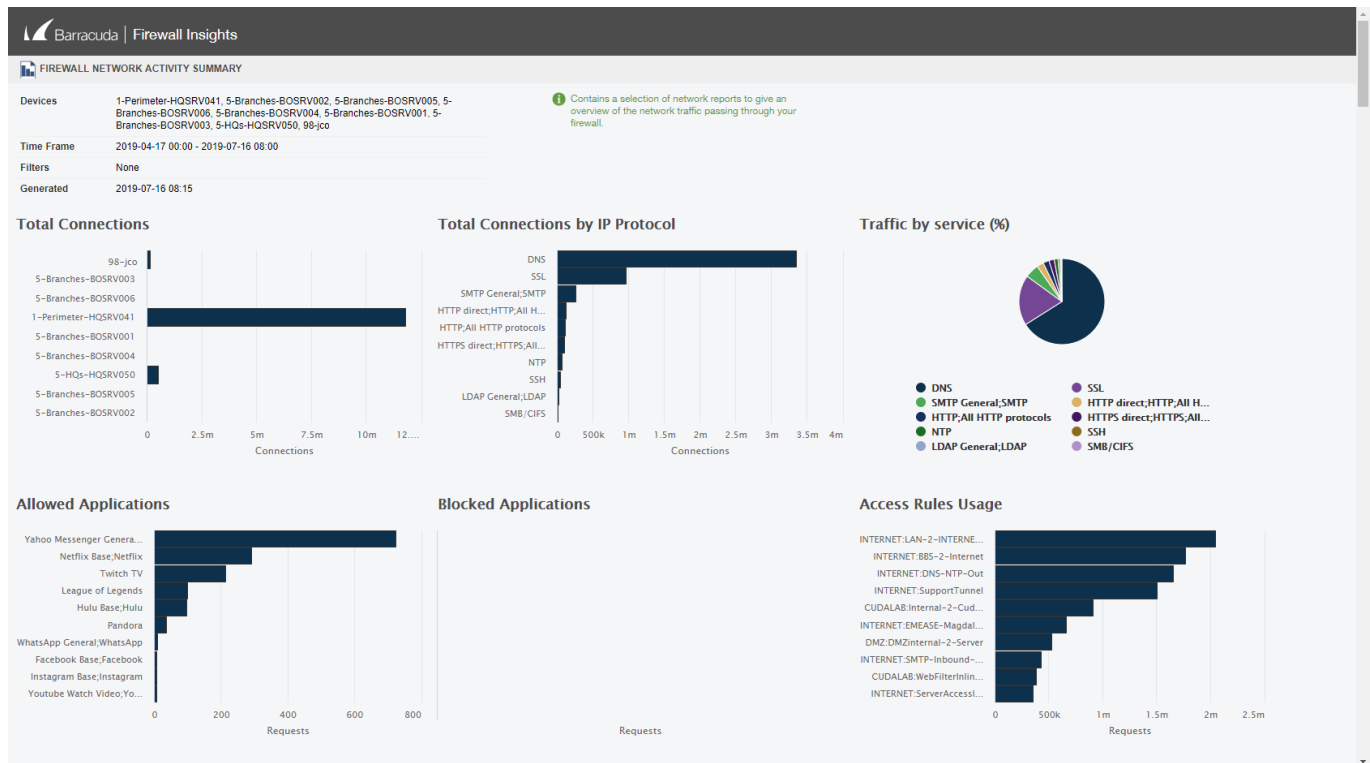 Barracuda | Firewall Insights
FIREWALL NETWORK ACTIVITY SUMMARY
Devices
1-Perimeter-HQSRV041, 5-Branches-BOSRV002, 5-Branches-BOSRV005, 5-
Branches-BOSRV006, 5-Branches-BOSRV004, 5-Branches-BOSRV001, 5-
Branches-BOSRV003, 5-HQs-HQSRV050, 98-jco
Contains a selection of network reports to give an
overview of the network traffic passing through your
firewall.
Time Frame 2019-04-17 00:00 - 2019-07-16 08:00
Filters None
Generated 2019-07-16 08:15
Total Connections
98-jco
5-Branches-BOSRV003
5-Branches-BOSRV006
1-Perimeter-HQSRV041
5-Branches-BOSRV001
5-Branches-BOSRV004
5-HQs-HQSRV050
5-Branches-BOSRV005
5-Branches-BOSRV002
0 2.5m 5m 7.5m 10m 12....
Connections
Total Connections by IP Protocol
DNS
SSL
SMTP General;SMTP
HTTP direct;HTTP;All H...
HTTP;All HTTP protocols
HTTPS direct;HTTPS;All...
NTP
SSH
LDAP General;LDAP
SMB/CIFS
0 500k 1m 1.5m 2m 2.5m 3m 3.5m 4m
Connections
Traffic by service (%)
DNS SSL
SMTP General;SMTP HTTP direct;HTTP;All H...
HTTP;All HTTP protocols HTTPS direct;HTTPS;All...
NTP SSH
LDAP General;LDAP SMB/CIFS
Allowed Applications
Yahoo Messenger Genera...
Netflix Base;Netflix
Twitch TV
League of Legends
Hulu Base;Hulu
Pandora
WhatsApp General;WhatsApp
Facebook Base;Facebook
Instagram Base;Instagram
Youtube Watch Video;Yo...
0 200 400 600 800
Requests
Blocked Applications
Requests
Access Rules Usage
INTERNET:LAN-2-INTERNE...
INTERNET:BBS-2-Internet
INTERNET:DNS-NTP-Out
INTERNET:SupportTunnel
CUDALAB:Internal-2-Cud...
INTERNET:EMEASE-Magdal...
DMZ:DMZinternal-2-Server
INTERNET:SMTP-Inbound-...
CUDALAB:WebFilterInlin...
INTERNET:ServerAccessI...
0 500k 1m 1.5m 2m 2.5m
Requests